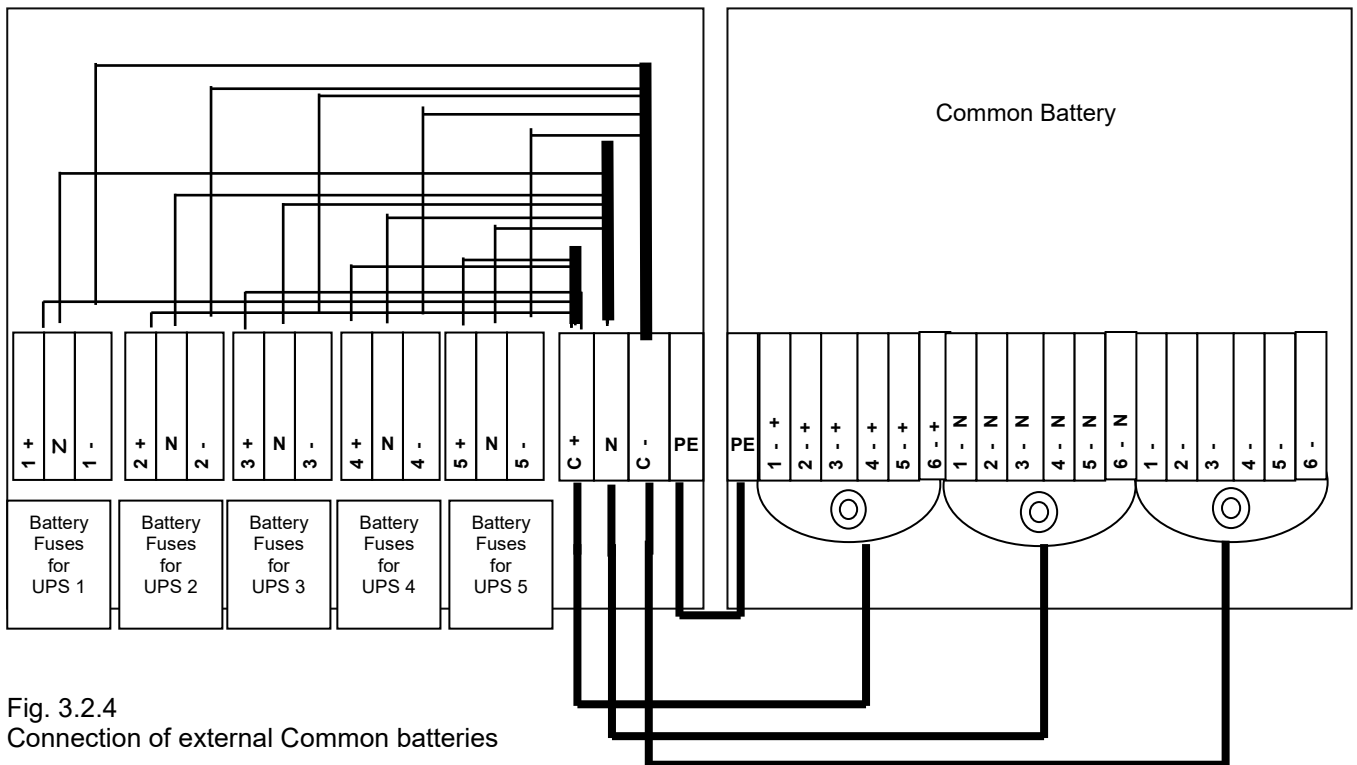 Common Battery
1 +
N
1 -
2 +
N
2 -
3 +
N
3 -
4 +
N
4 -
5 +
N
5 -
C +
N
C -
PE
PE
1 - +
2 - +
3 - +
4 - +
5 - +
6 - +
1 - N
2 - N
3 - N
4 - N
5 - N
6 - N
1 -
2 -
3 -
4 -
5 -
6 -
Battery
Fuses
for
UPS 1
Battery
Fuses
for
UPS 2
Battery
Fuses
for
UPS 3
Battery
Fuses
for
UPS 4
Battery
Fuses
for
UPS 5
Fig. 3.2.4
Connection of external Common batteries